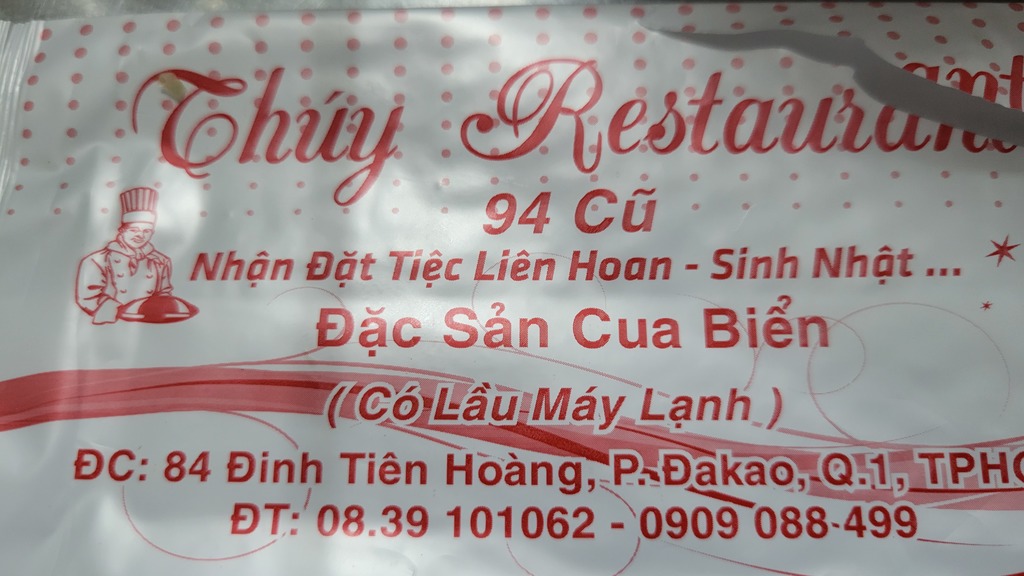 Thúy Restaurant
94 Cũ
Nhận Đặt Tiệc Liên Hoan - Sinh Nhật ...
Đặc Sản Cua Biển
( Có Lầu Máy Lạnh )
ĐC: 84 Đinh Tiên Hoàng, P. Đakao, Q.1, TPHC
ĐT: 08.39 101062 - 0909 088-499